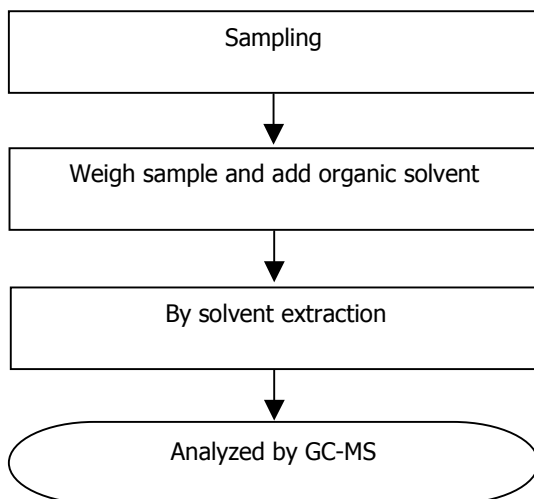 Sampling
Weigh sample and add organic solvent
By solvent extraction
Analyzed by GC-MS